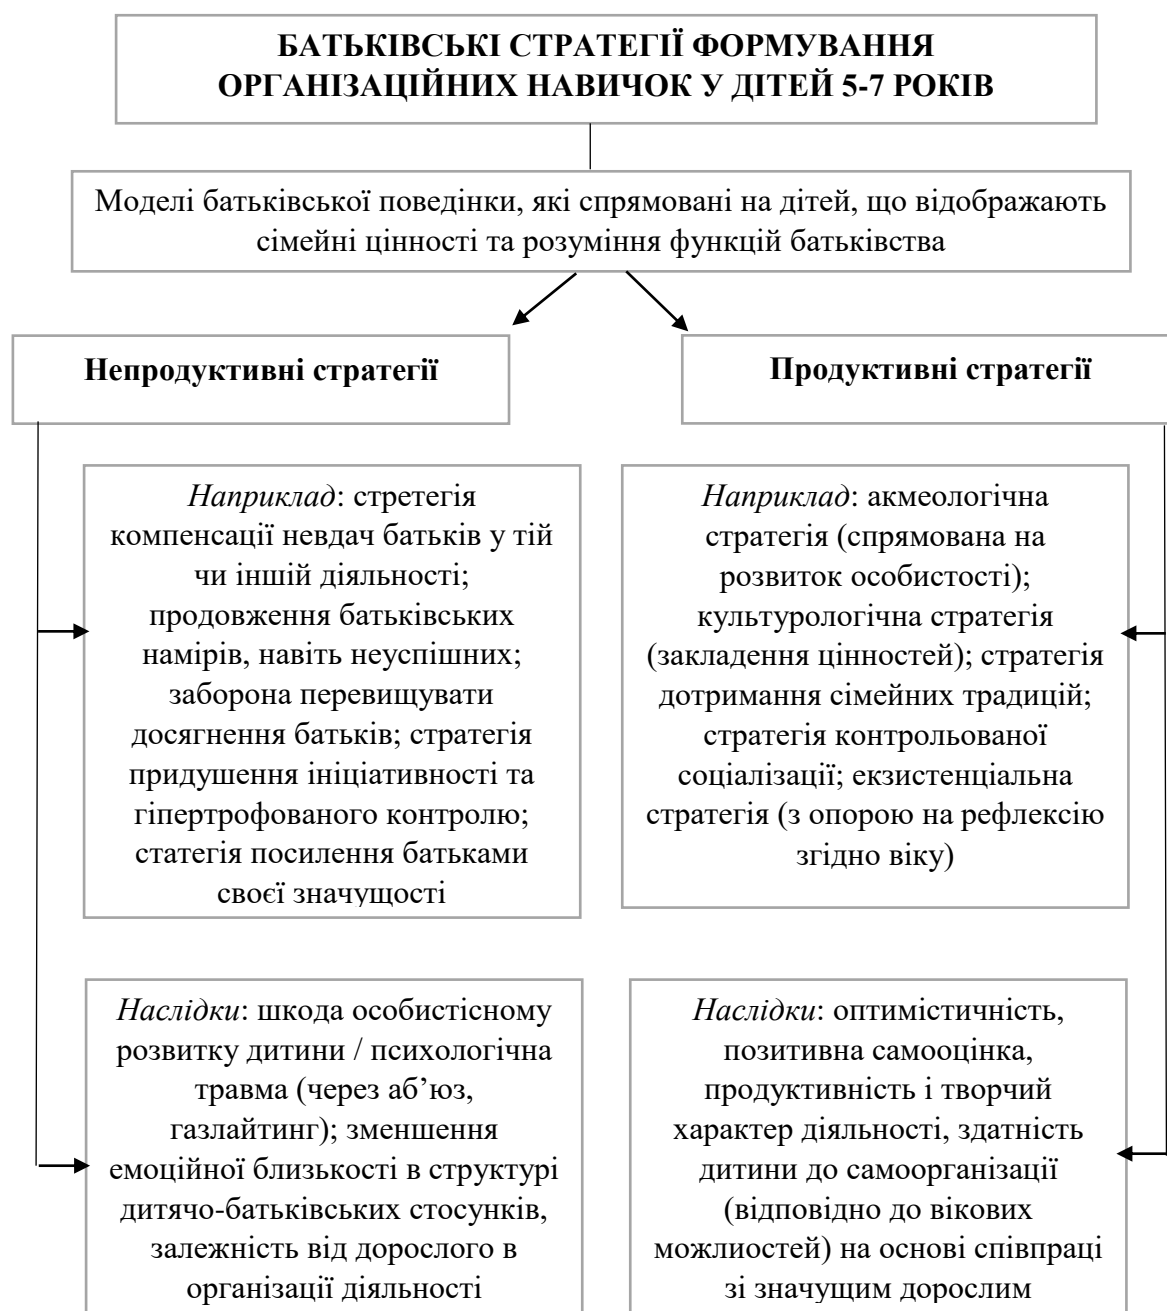 БАТЬКІВСЬКІ СТРАТЕГІЇ ФОРМУВАННЯ
ОРГАНІЗАЦІЙНИХ НАВИЧОК У ДІТЕЙ 5-7 РОКІВ
Моделі батьківської поведінки, які спрямовані на дітей, що відображають
сімейні цінності та розуміння функцій батьківства
Непродуктивні стратегії
Продуктивні стратегії
Наприклад: стретегія
компенсації невдач батьків у тій
чи іншій діяльності;
продовження батьківських
намірів, навіть неуспішних;
заборона перевищувати
досягнення батьків; стратегія
придушення ініціативності та
гіпертрофованого контролю;
статегія посилення батьками
своєї значущості
Наприклад: акмеологічна
стратегія (спрямована на
розвиток особистості);
культурологічна стратегія
(закладення цінностей); стратегія
дотримання сімейних традицій;
стратегія контрольованої
соціалізації; екзистенціальна
стратегія (з опорою на рефлексію
згідно віку)
Наслідки: шкода особистісному
розвитку дитини / психологічна
травма (через аб’юз,
газлайтинг); зменшення
емоційної близькості в структурі
дитячо-батьківських стосунків,
залежність від дорослого в
організації діяльності
Наслідки: оптимістичність,
позитивна самооцінка,
продуктивність і творчий
характер діяльності, здатність
дитини до самоорганізації
(відповідно до вікових
можлиостей) на основі співпраці
зі значущим дорослим